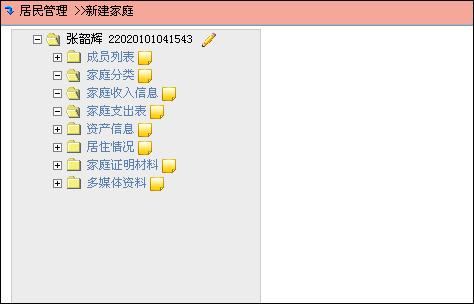 居民管理 >>新建家庭
张韶辉 22020101041543
成员列表
家庭分类
家庭收入信息
家庭支出表
资产信息
居住情况
家庭证明材料
多媒体资料